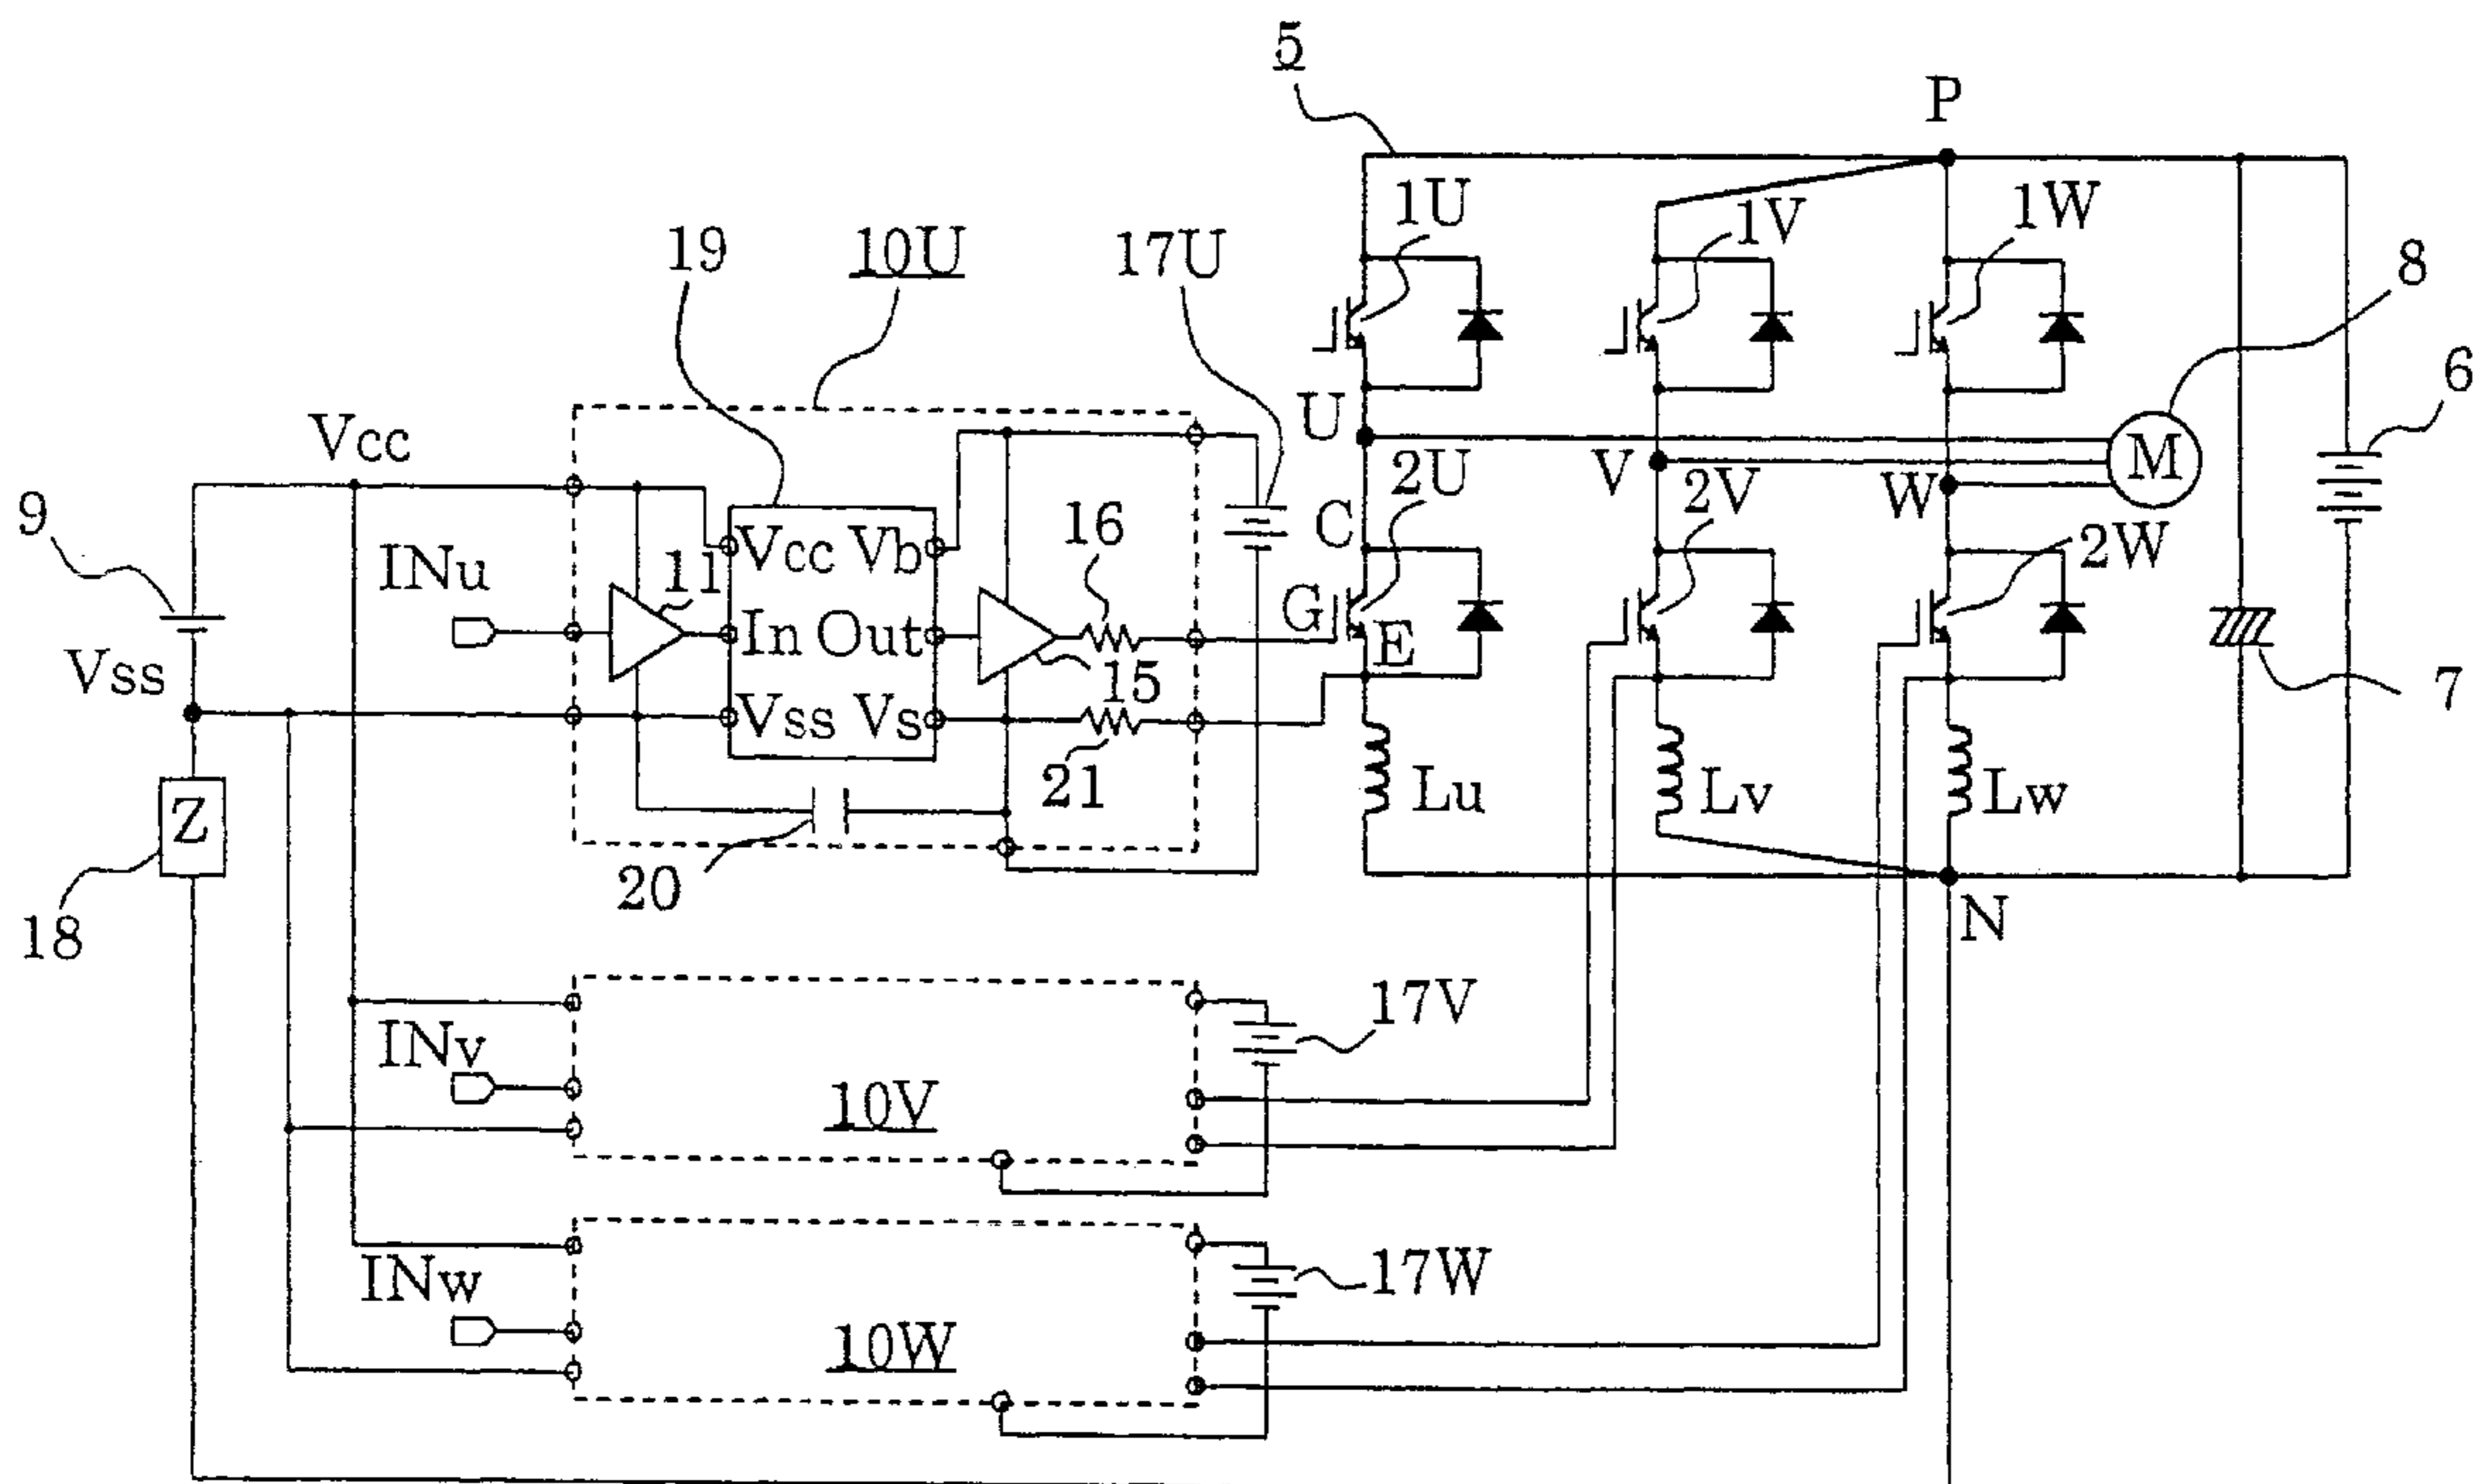 5
P
1U
1V
1W
19
10U
17U
8
6
Vcc
U
V
W
M
9
INu
11
Vcc Vb
In Out
Vss Vs
16
15
21
C
G
E
2U
2V
2W
Vss
7
Z
18
20
Lu
Lv
Lw
N
17V
INv
10V
INw
17W
10W